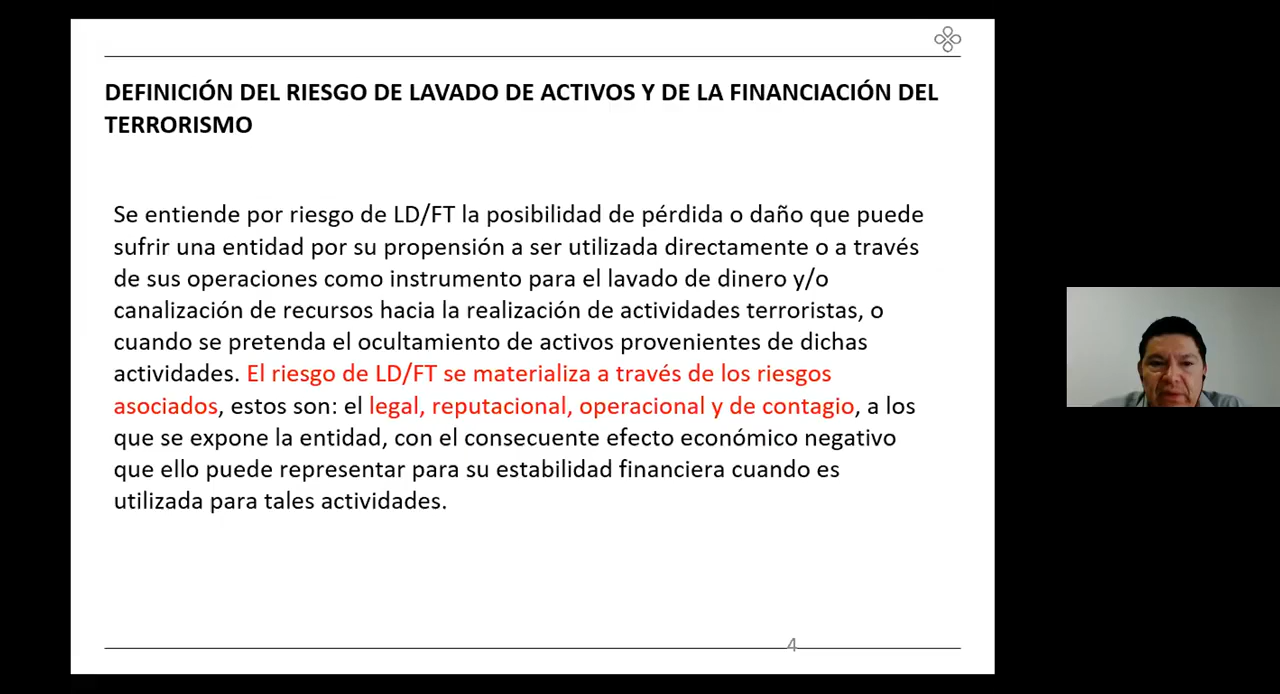 DEFINICIÓN DEL RIESGO DE LAVADO DE ACTIVOS Y DE LA FINANCIACIÓN DEL
TERRORISMO
Se entiende por riesgo de LD/FT la posibilidad de pérdida o daño que puede
sufrir una entidad por su propensión a ser utilizada directamente o a través
de sus operaciones como instrumento para el lavado de dinero y/o
canalización de recursos hacia la realización de actividades terroristas, o
cuando se pretenda el ocultamiento de activos provenientes de dichas
actividades. El riesgo de LD/FT se materializa a través de los riesgos
asociados, estos son: el legal, reputacional, operacional y de contagio, a los
que se expone la entidad, con el consecuente efecto económico negativo
que ello puede representar para su estabilidad financiera cuando es
utilizada para tales actividades.
4